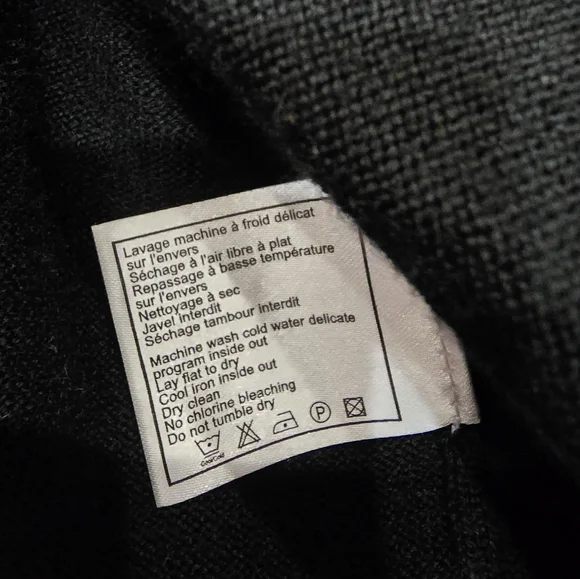 Lavage machine à froid délicat
sur l'envers
Séchage à l'air libre à plat
Repassage à basse température
sur l'envers
Nettoyage à sec
Javel interdit
Séchage tambour interdit
Machine wash cold water delicate
program inside out
Lay flat to dry
Cool iron inside out
Dry clean
No chlorine bleaching
Do not tumble dry
P